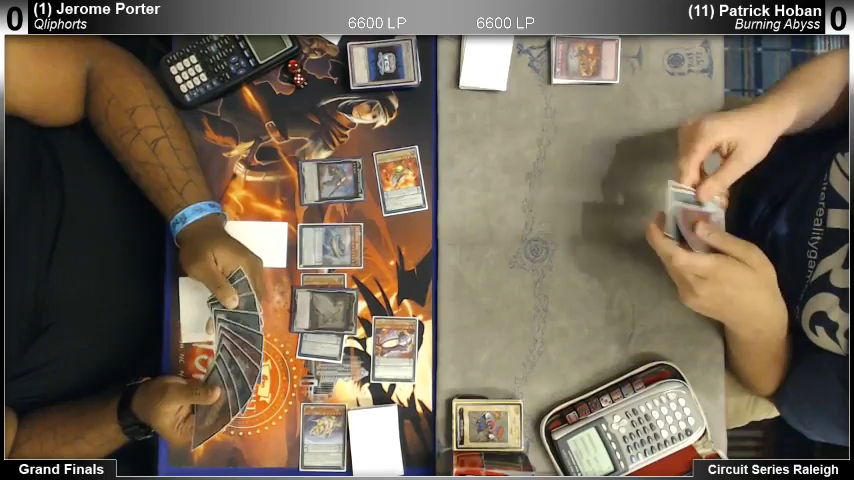 0
(1) Jerome Porter
Qliphorts
6600 LP
6600 LP
(11) Patrick Hoban
Burning Abyss
0
alterealitygam
Grand Finals
Circuit Series Raleigh